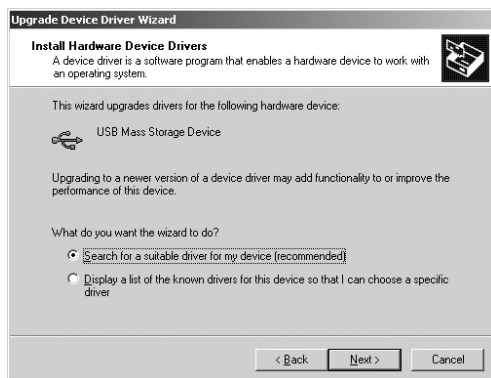 Upgrade Device Driver Wizard
Install Hardware Device Drivers
A device driver is a software program that enables a hardware device to work with
an operating system.
This wizard upgrades drivers for the following hardware device:
USB Mass Storage Device
Upgrading to a newer version of a device driver may add functionality to or improve the
performance of this device.
What do you want the wizard to do?
Search for a suitable driver for my device (recommended)
Display a list of the known drivers for this device so that I can choose a specific
driver
< Back Next > Cancel